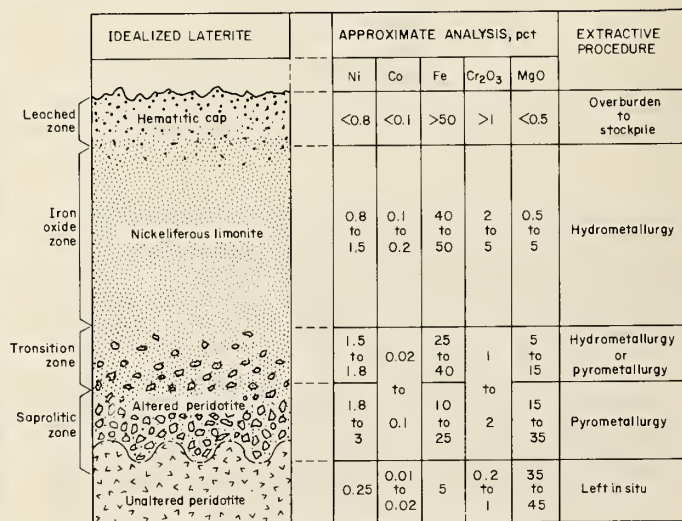 IDEALIZED LATERITE
APPROXIMATE ANALYSIS, pct
EXTRACTIVE
PROCEDURE
Ni Co Fe Cr2O3 MgO
Leached
zone
Hematitic cap
<0.8 <0.1 >50 >1 <0.5
Overburden
to
stockpile
Iron
oxide
zone
Nickeliferous limonite
0.8 0.1 40 2 0.5
to to to to to
1.5 0.2 50 5 5
Hydrometallurgy
Transition
zone
1.5 25 5
to 0.02 to 1 to
1.8 40 15
Hydrometallurgy
or
pyrometallurgy
to to
Saprolitic
zone
Altered peridotite
1.8 10 15
to 0.1 to 2 to
3 25 35
Pyrometallurgy
Unaltered peridotite
0.01 0.2 35
0.25 to 5 to to
0.02 1 45
Left in situ